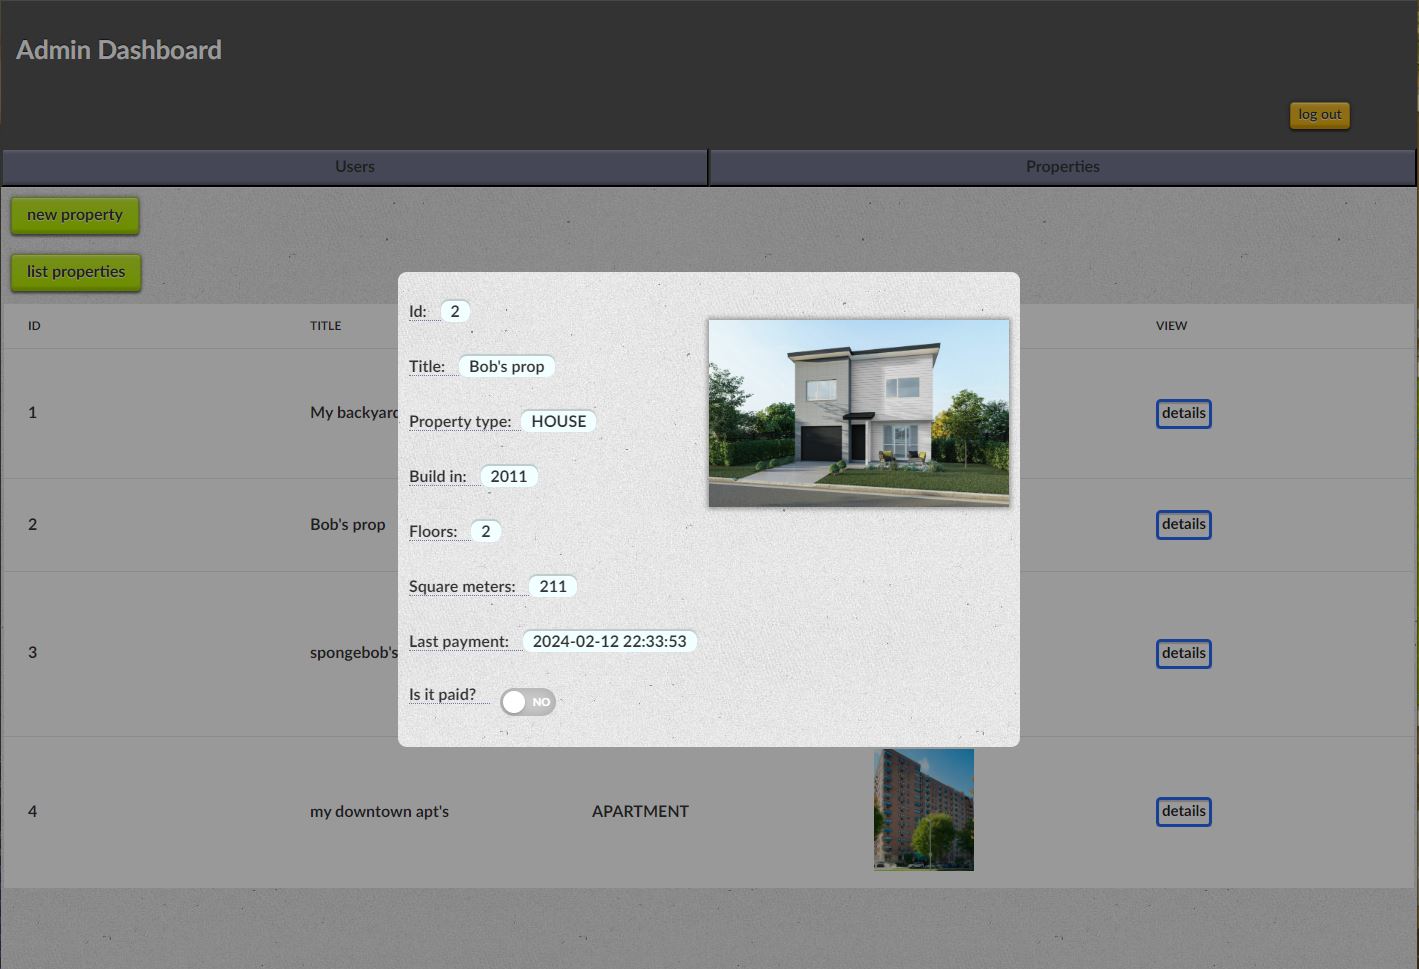 Admin Dashboard
log out
Users
Properties
new property
list properties
ID
TITLE
VIEW
1
My backyard
details
2
Bob's prop
details
3
spongebob's
details
4
my downtown apt's
APARTMENT
details
Id: 2
Title: Bob's prop
Property type: HOUSE
Build in: 2011
Floors: 2
Square meters: 211
Last payment: 2024-02-12 22:33:53
Is it paid? NO